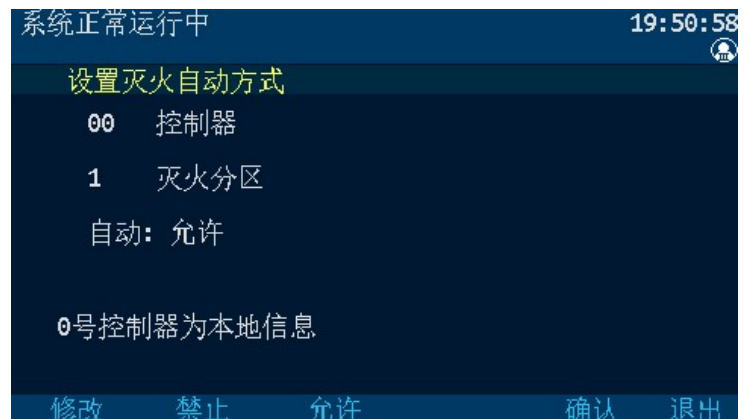 系统正常运行中 19:50:58
设置灭火自动方式
00 控制器
1 灭火分区
自动: 允许
0号控制器为本地信息
修改 禁止 允许 确认 退出